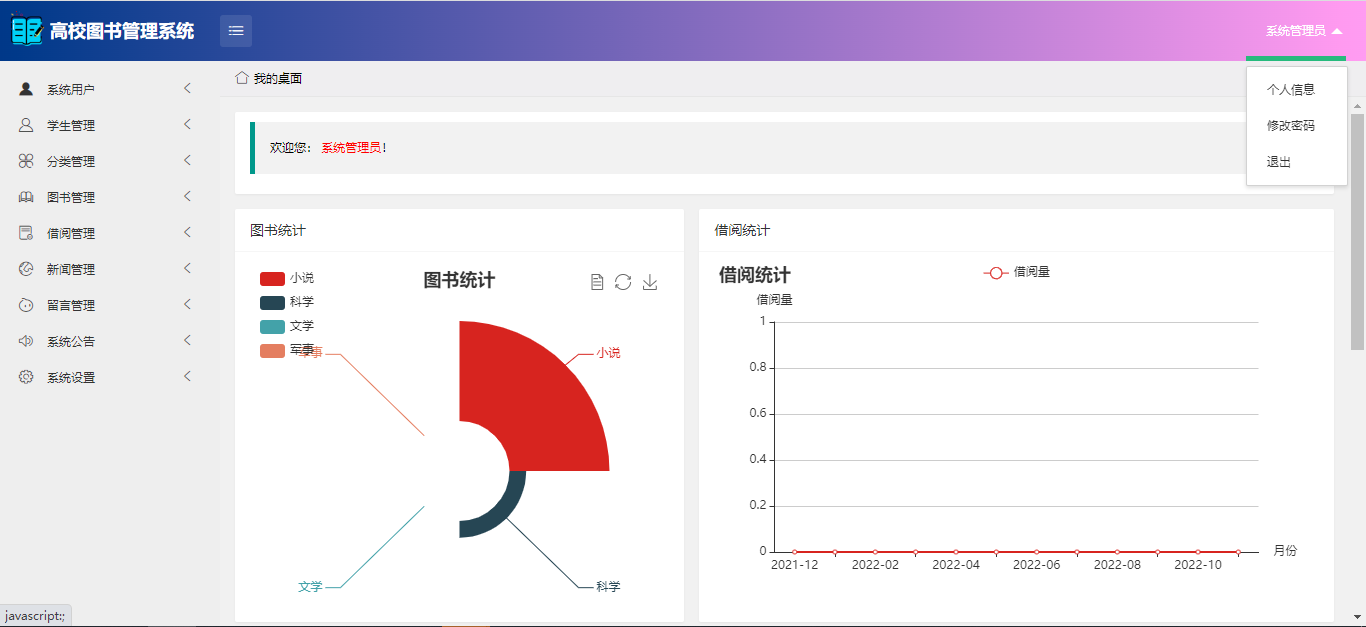 高校图书管理系统
系统管理员
系统用户
学生管理
分类管理
图书管理
借阅管理
新闻管理
留言管理
系统公告
系统设置
我的桌面
个人信息
修改密码
退出
欢迎您： 系统管理员！
图书统计
小说
科学
文学
军事
图书统计
军事
小说
文学
科学
借阅统计
借阅统计
借阅量
借阅量
1
0.8
0.6
0.4
0.2
0
2021-12 2022-02 2022-04 2022-06 2022-08 2022-10
月份
javascript:;